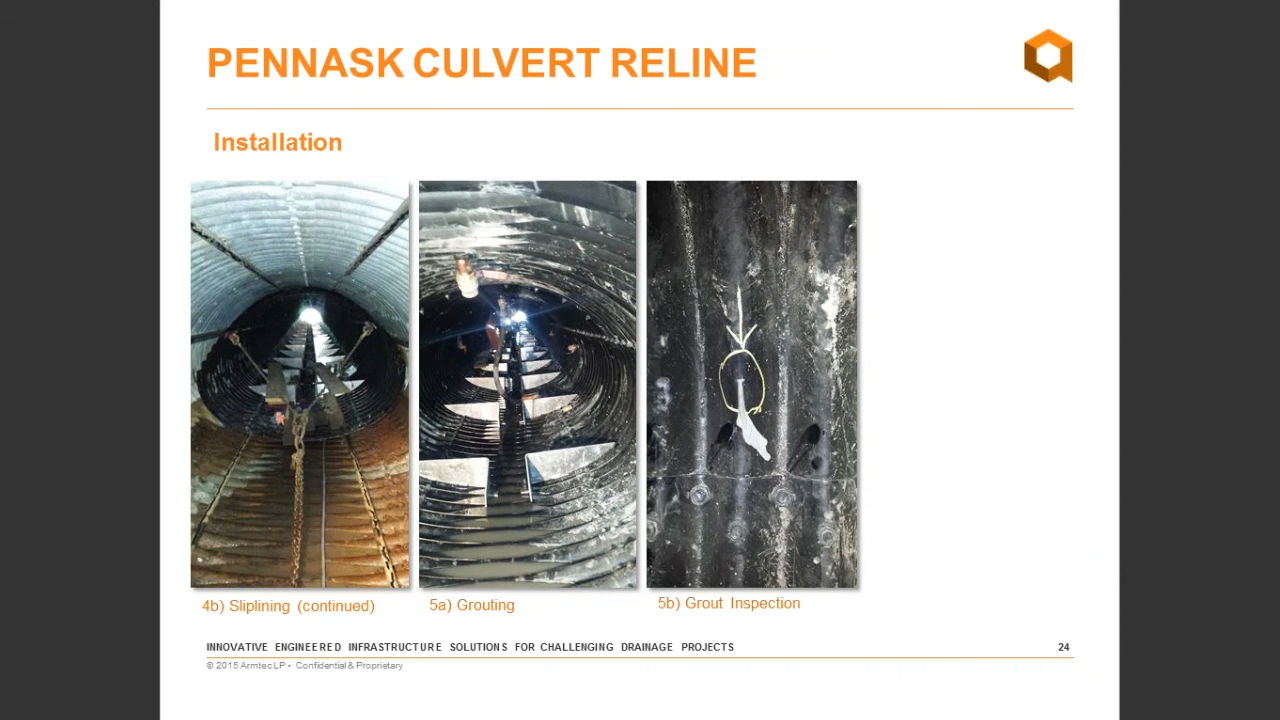 PENNASK CULVERT RELINE
Installation
4b) Sliplining (continued)
5a) Grouting
5b) Grout Inspection
INNOVATIVE ENGINEERED INFRASTRUCTURE SOLUTIONS FOR CHALLENGING DRAINAGE PROJECTS
24
© 2015 Armtec LP • Confidential & Proprietary